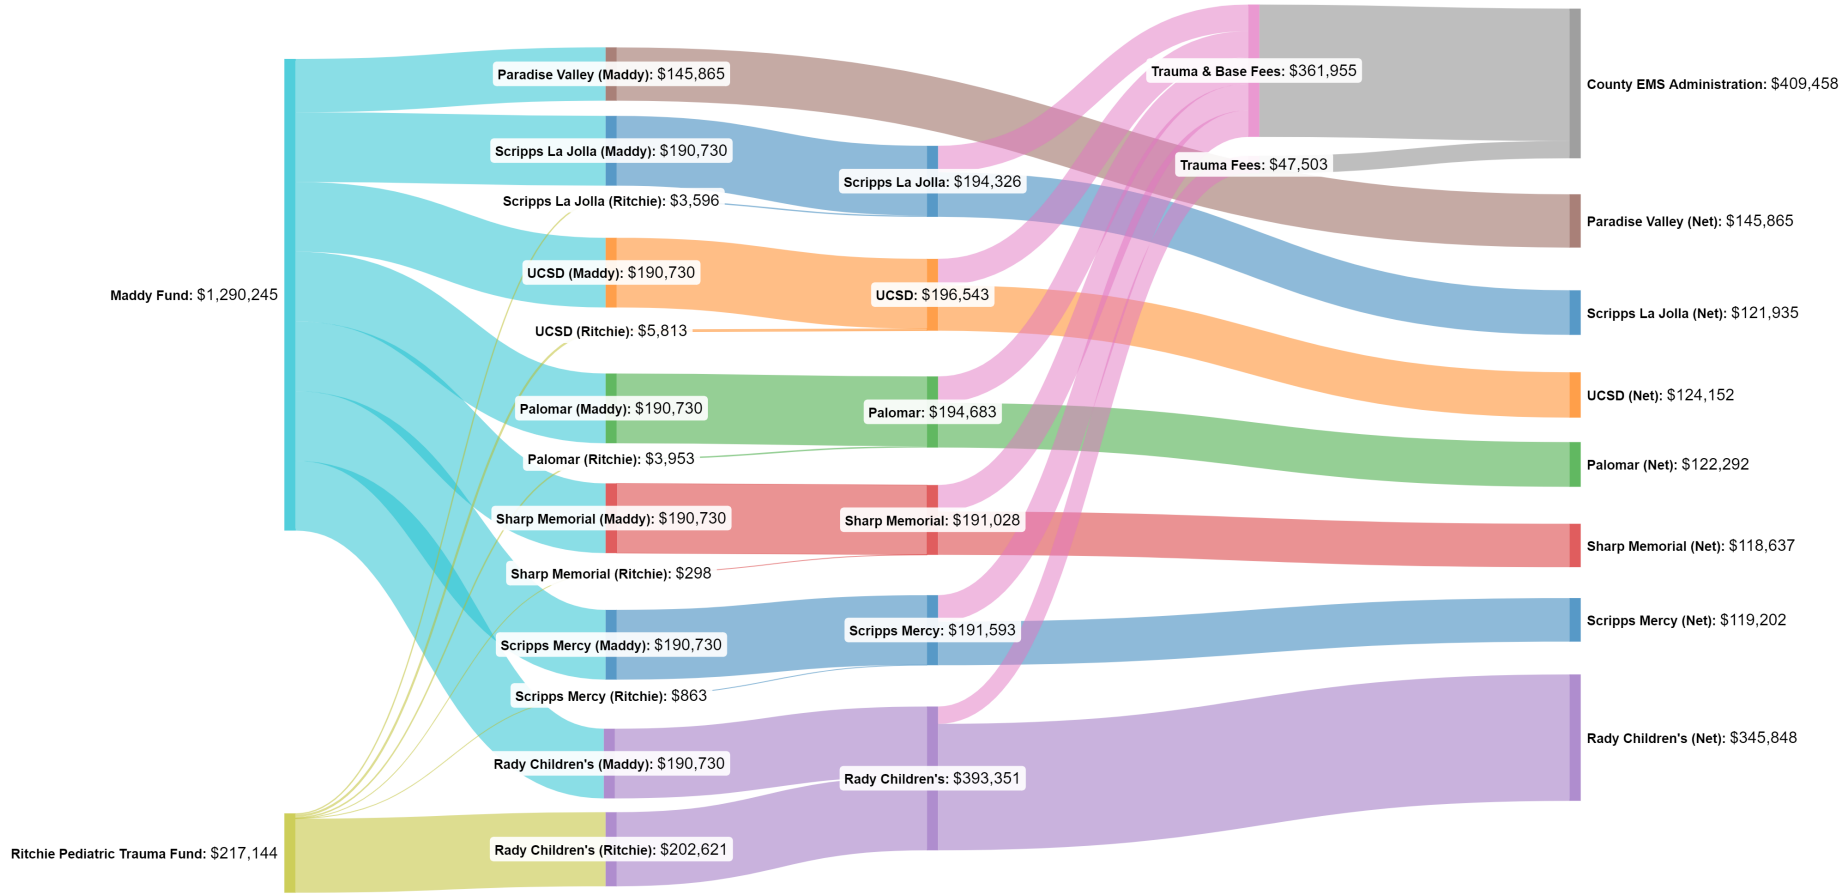 Maddy Fund: $1,290,245
Ritchie Pediatric Trauma Fund: $217,144
Paradise Valley (Maddy): $145,865
Scripps La Jolla (Maddy): $190,730
Scripps La Jolla (Ritchie): $3,596
UCSD (Maddy): $190,730
UCSD (Ritchie): $5,813
Palomar (Maddy): $190,730
Palomar (Ritchie): $3,953
Sharp Memorial (Maddy): $190,730
Sharp Memorial (Ritchie): $298
Scripps Mercy (Maddy): $190,730
Scripps Mercy (Ritchie): $863
Rady Children's (Maddy): $190,730
Rady Children's (Ritchie): $202,621
Scripps La Jolla: $194,326
UCSD: $196,543
Palomar: $194,683
Sharp Memorial: $191,028
Scripps Mercy: $191,593
Rady Children's: $393,351
Trauma & Base Fees: $361,955
Trauma Fees: $47,503
County EMS Administration: $409,458
Paradise Valley (Net): $145,865
Scripps La Jolla (Net): $121,935
UCSD (Net): $124,152
Palomar (Net): $122,292
Sharp Memorial (Net): $118,637
Scripps Mercy (Net): $119,202
Rady Children's (Net): $345,848